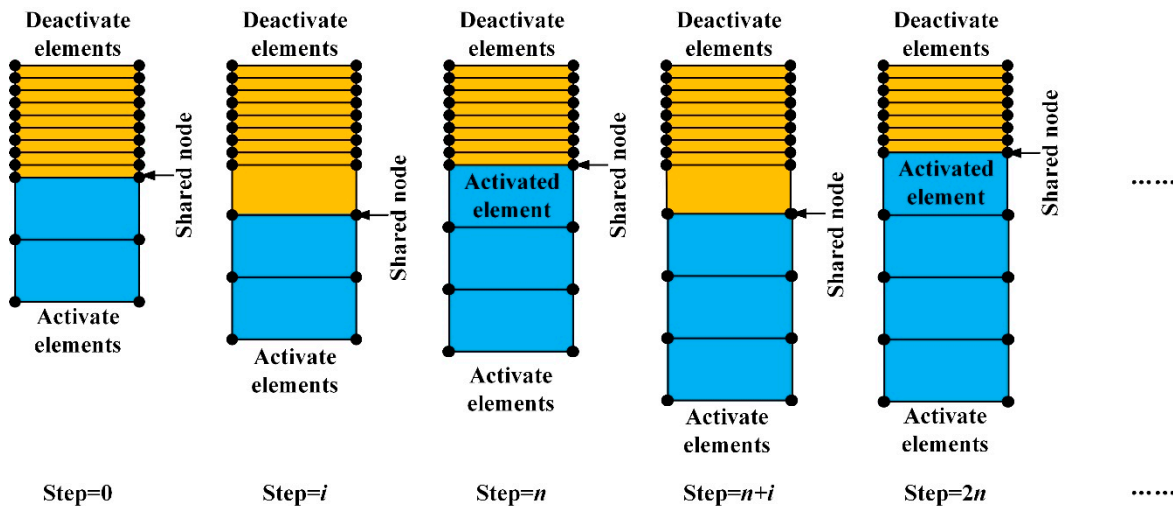 Deactivate
elements
Shared node
Activate
elements
Step=0
Deactivate
elements
Shared node
Activate
elements
Step=i
Deactivate
elements
Shared node
Activated
element
Activate
elements
Step=n
Deactivate
elements
Shared node
Activate
elements
Step=n+i
Deactivate
elements
Shared node
Activated
element
Activate
elements
Step=2n
······
······